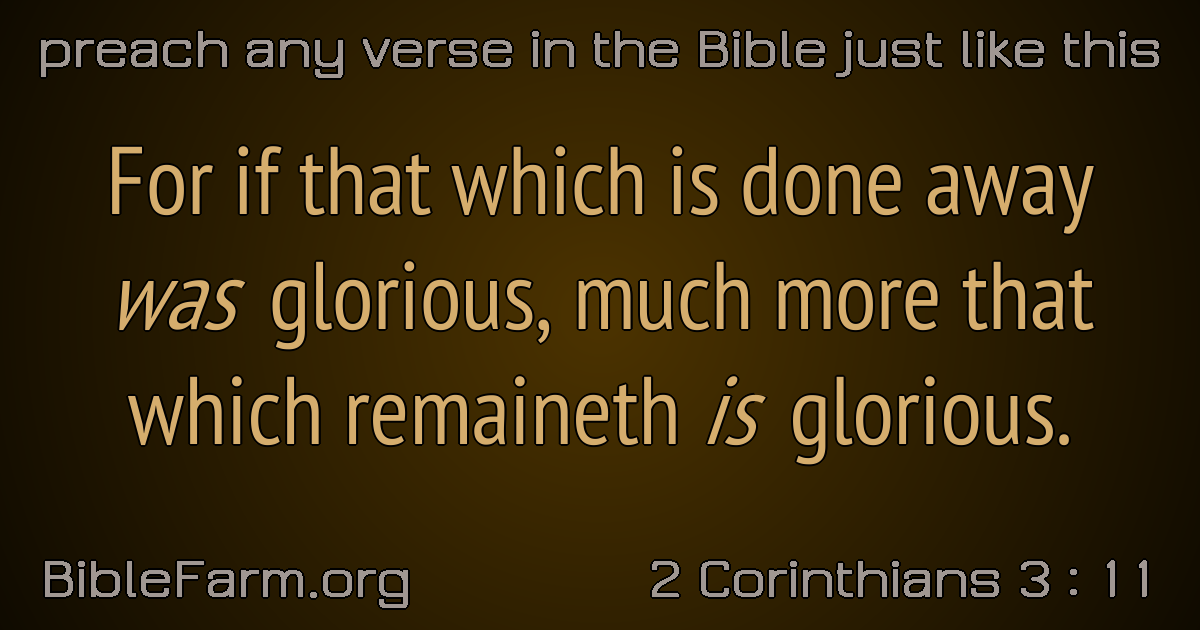 preach any verse in the Bible just like this
For if that which is done away
was glorious, much more that
which remaineth is glorious.
BibleFarm.org
2 Corinthians 3 : 11